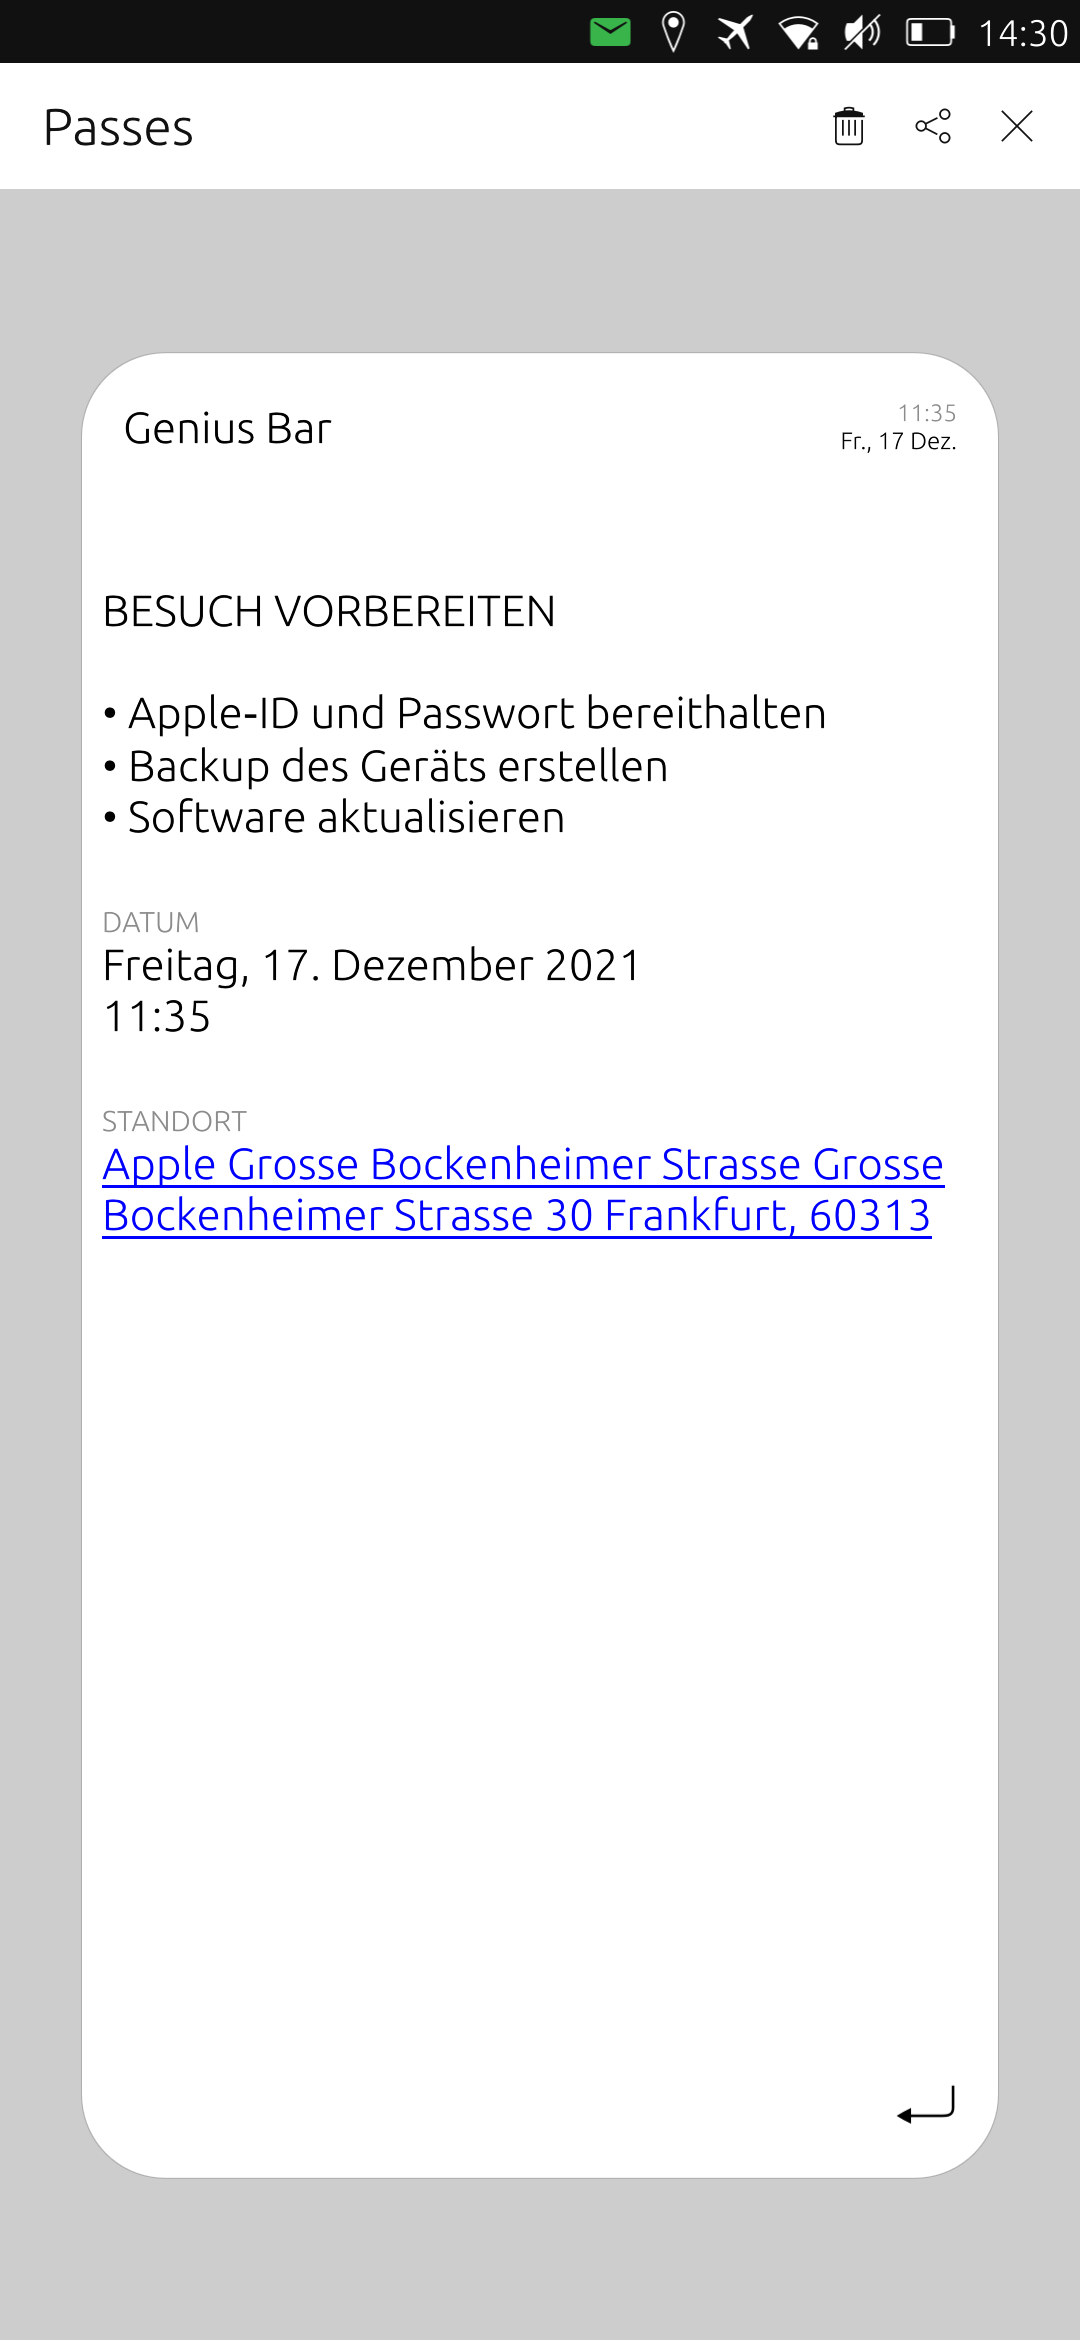 14:30
Passes
Genius Bar
11:35
Fr., 17 Dez.
BESUCH VORBEREITEN
• Apple-ID und Passwort bereithalten
• Backup des Geräts erstellen
• Software aktualisieren
DATUM
Freitag, 17. Dezember 2021
11:35
STANDORT
Apple Grosse Bockenheimer Strasse Grosse
Bockenheimer Strasse 30 Frankfurt, 60313